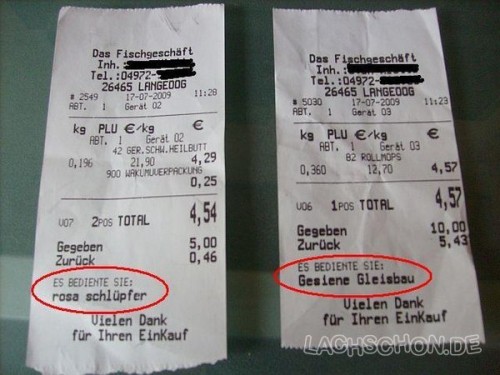 Das Fischgeschäft
Inh.:
Tel.:04972-
26465 LANGEOOG
# 2549 17-07-2009 11:28
ABT. 1 Gerät 02
kg PLU €/kg €
ABT. 1 Gerät 02
42 GER.SCHW.HEILBUTT
0,196 21,90 4,29
900 VAKUMUVERPACKUNG
0,25
V07 2POS TOTAL 4,54
Gegeben 5,00
Zurück 0,46
ES BEDIENTE SIE:
rosa schlüpfer
Vielen Dank
für Ihren EinKauf
Das Fischgeschäft
Inh.:
Tel.:04972-
26465 LANGEOOG
# 5030 17-07-2009 11:23
ABT. 1 Gerät 03
kg PLU €/kg €
ABT. 1 Gerät 03
82 ROLLMOPS
0,360 12,70 4,57
V06 1POS TOTAL 4,57
Gegeben 10,00
Zurück 5,43
ES BEDIENTE SIE:
Gesiene Gleisbau
Vielen Dank
für Ihren EinKauf
LACHSCHON.DE